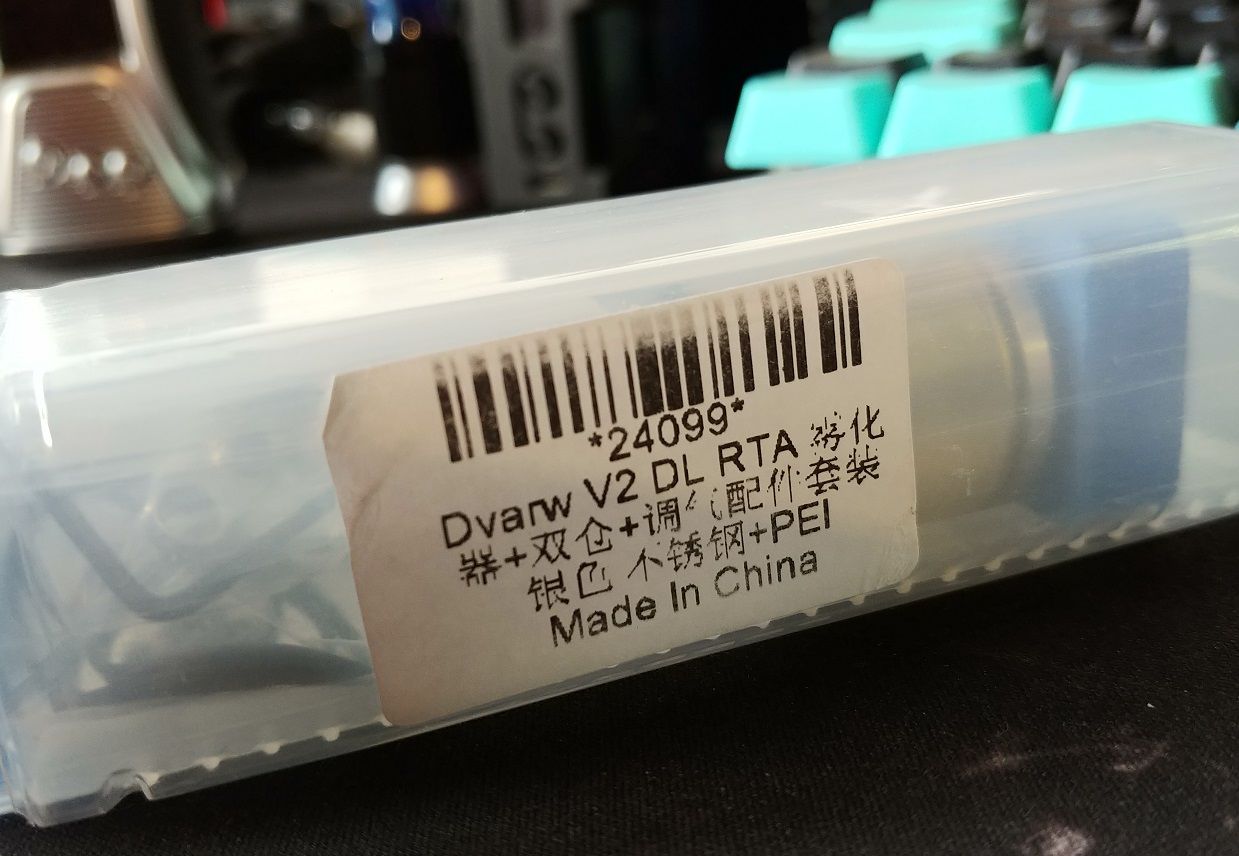 *24099*
Dvarw V2 DL RTA 雾化
器+双仓+调气配件套装
银色 不锈钢+PEI
Made In China